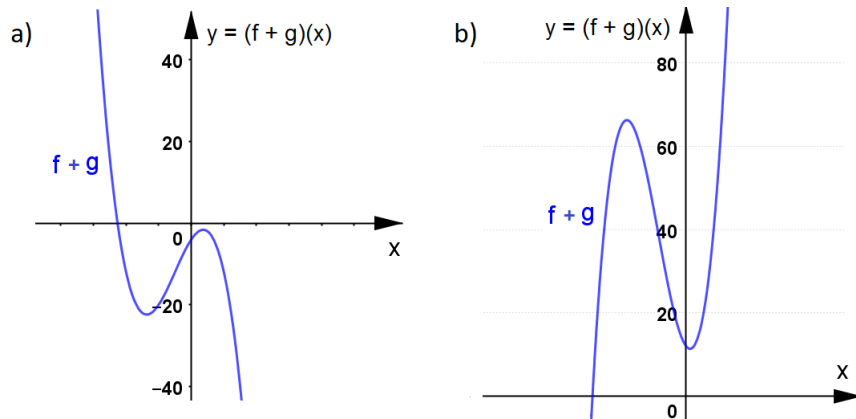 a)
y = (f + g)(x)
40
20
f + g
0
x
−20
−40
b)
y = (f + g)(x)
80
60
f + g
40
20
x
0